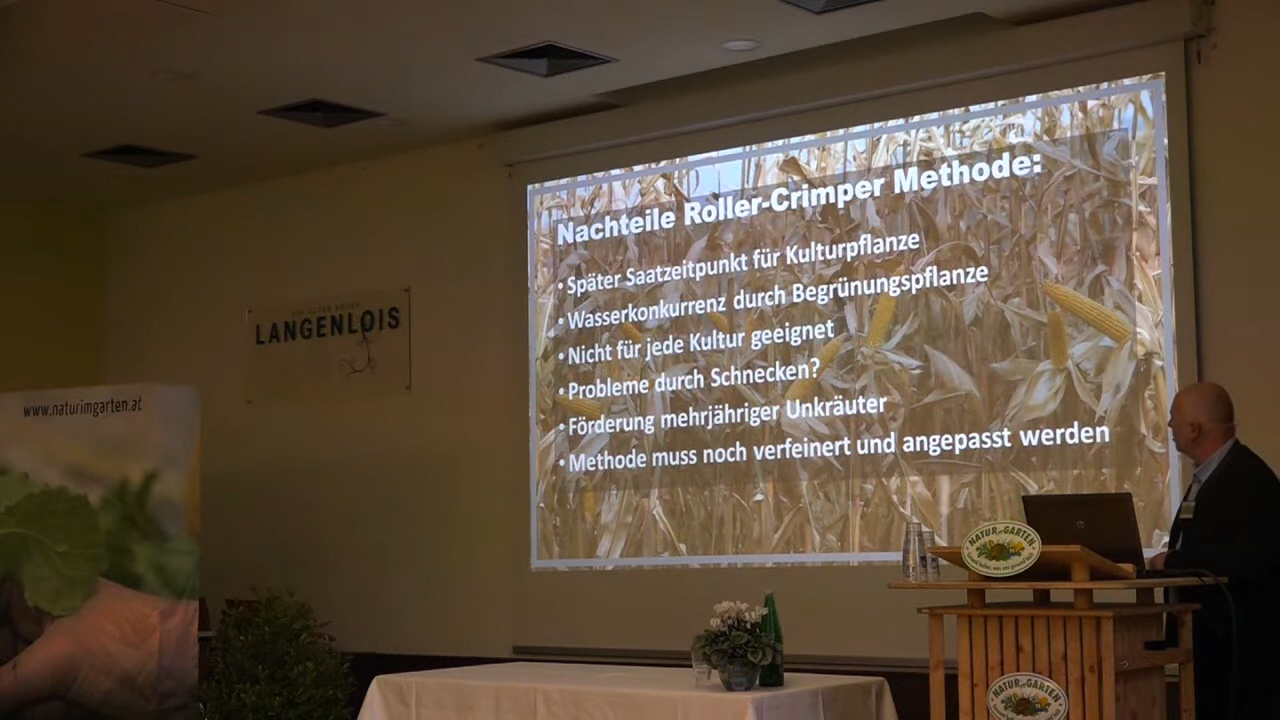 Nachteile Roller-Crimper Methode:
• Später Saatzeitpunkt für Kulturpflanze
• Wasserkonkurrenz durch Begrünungspflanze
• Nicht für jede Kultur geeignet
• Probleme durch Schnecken?
• Förderung mehrjähriger Unkräuter
• Methode muss noch verfeinert und angepasst werden
LANGENLOIS
www.naturimgarten.at
NATUR im GARTEN
NATUR im GARTEN